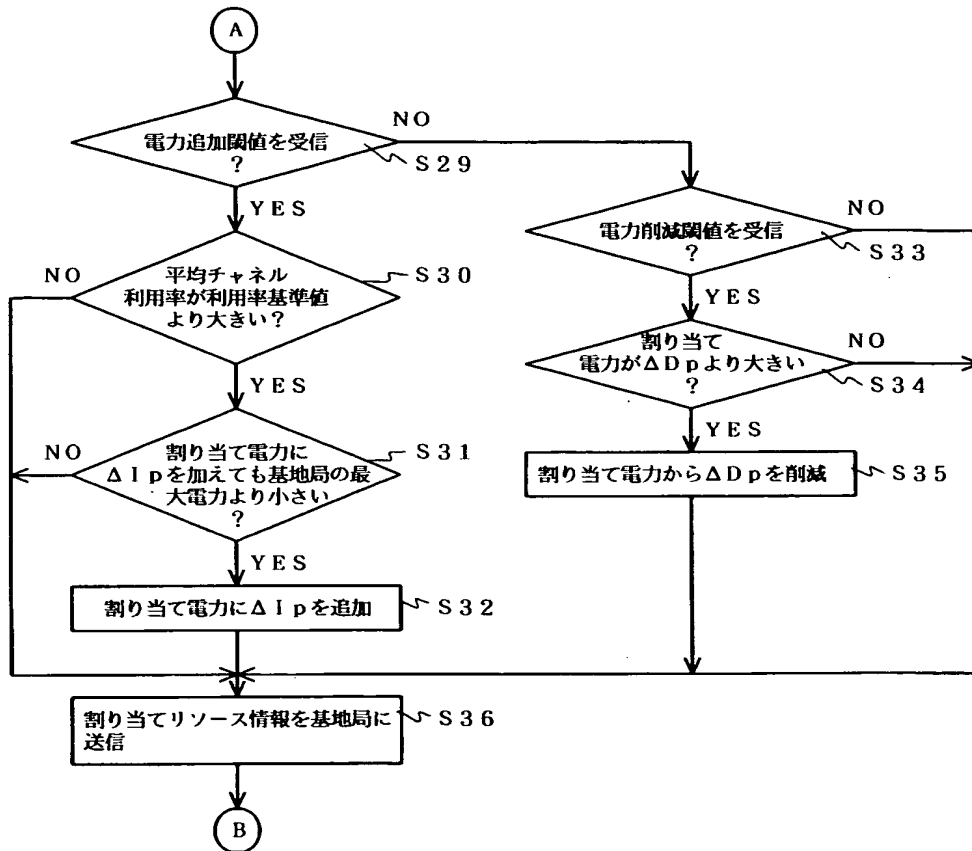 A
電力追加閾値を受信
?
NO
S29
YES
電力削減閾値を受信
?
NO
S33
YES
平均チャネル
利用率が利用率基準値
より大きい?
NO
S30
YES
割り当て
電力がΔDpより大きい
?
NO
S34
YES
割り当て電力に
ΔIpを加えても基地局の最
大電力より小さい
?
NO
S31
YES
割り当て電力からΔDpを削減
S35
割り当て電力にΔIpを追加
S32
割り当てリソース情報を基地局に
送信
S36
B